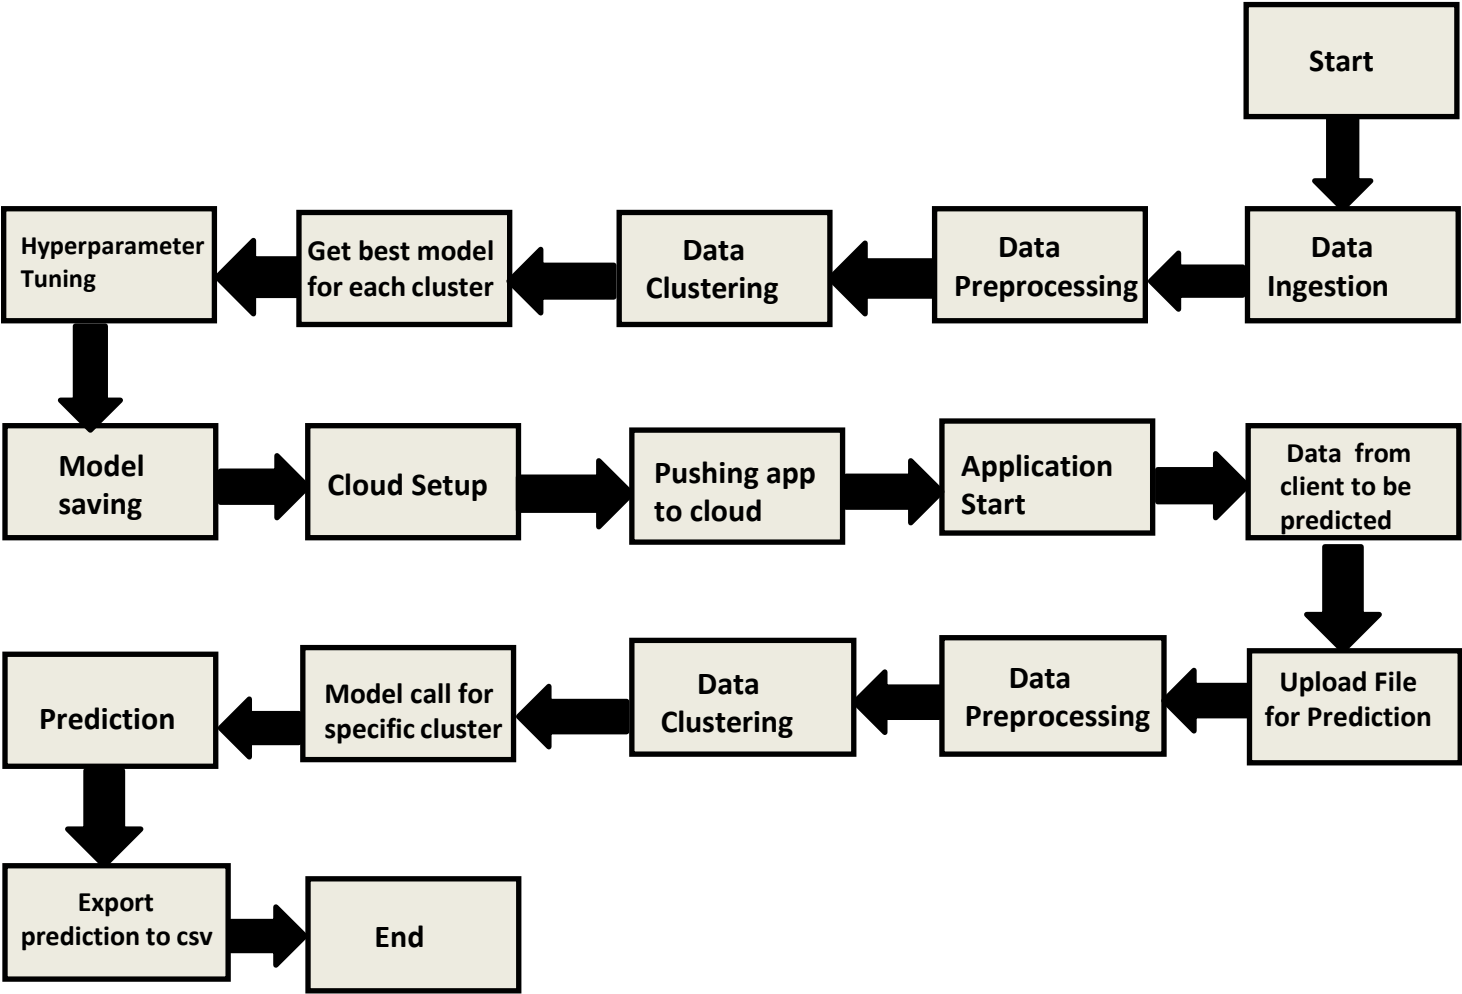 Start
Data
Ingestion
Data
Preprocessing
Data
Clustering
Get best model
for each cluster
Hyperparameter
Tuning
Model
saving
Cloud Setup
Pushing app
to cloud
Application
Start
Data from
client to be
predicted
Upload File
for Prediction
Data
Preprocessing
Data
Clustering
Model call for
specific cluster
Prediction
Export
prediction to csv
End